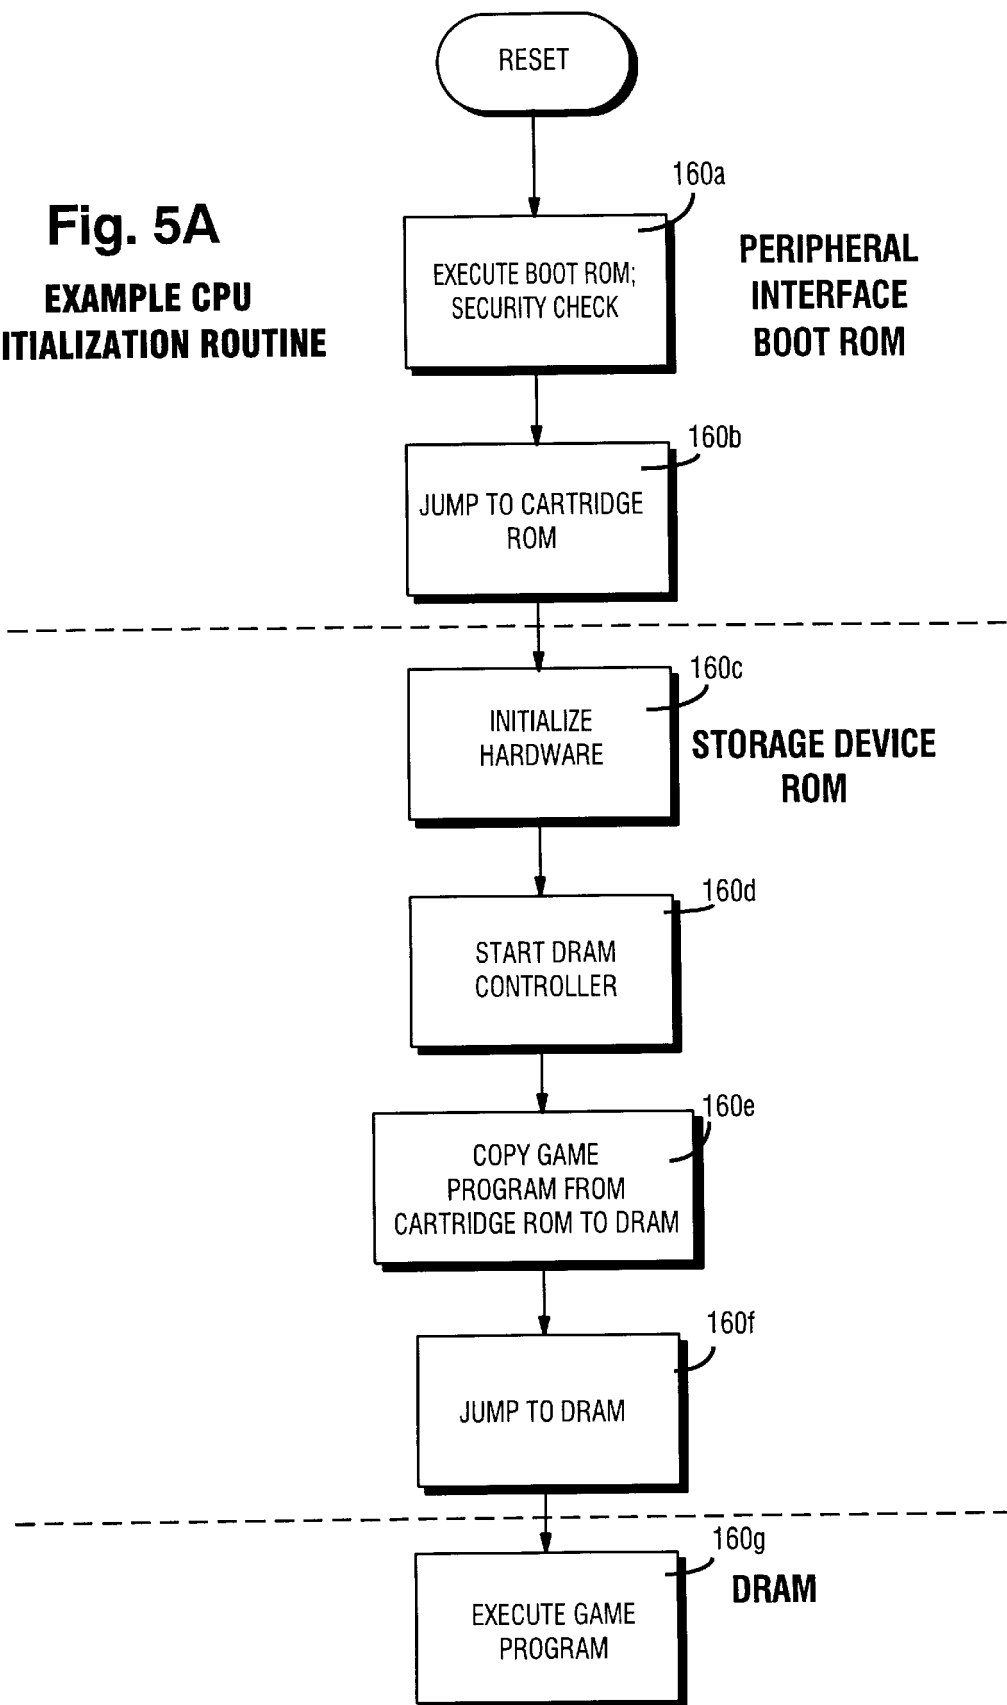 RESET
160a
Fig. 5A
EXAMPLE CPU
ITIALIZATION ROUTINE
EXECUTE BOOT ROM;
SECURITY CHECK
PERIPHERAL
INTERFACE
BOOT ROM
160b
JUMP TO CARTRIDGE
ROM
160c
INITIALIZE
HARDWARE
STORAGE DEVICE
ROM
160d
START DRAM
CONTROLLER
160e
COPY GAME
PROGRAM FROM
CARTRIDGE ROM TO DRAM
160f
JUMP TO DRAM
160g
DRAM
EXECUTE GAME
PROGRAM